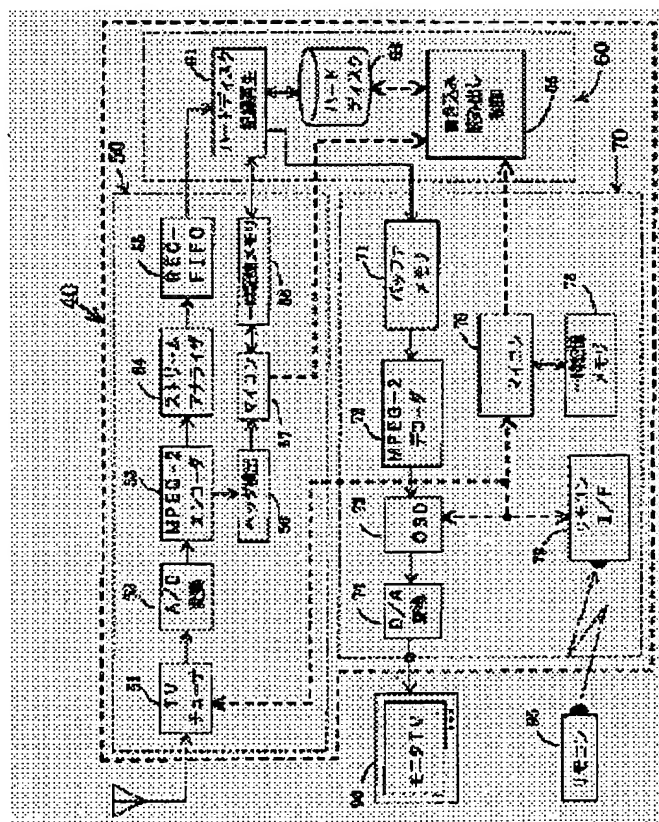 40
50
51
TV
チューナ
52
A/D
変換
53
MPEG-2
エンコーダ
54
ストリーム
アナライザ
55
REC-
FIFO
56
ヘッダ検出
57
マイコン
一時記憶メモリ
60
61
ハードディスク
記録再生
ハード
ディスク
書き込み
読み出し
制御
70
71
バッファ
メモリ
72
MPEG-2
デコーダ
OSD
D/A
変換
76
マイコン
78
一時記憶
メモリ
79
リモコン
I/F
90
モニタTV
リモコン